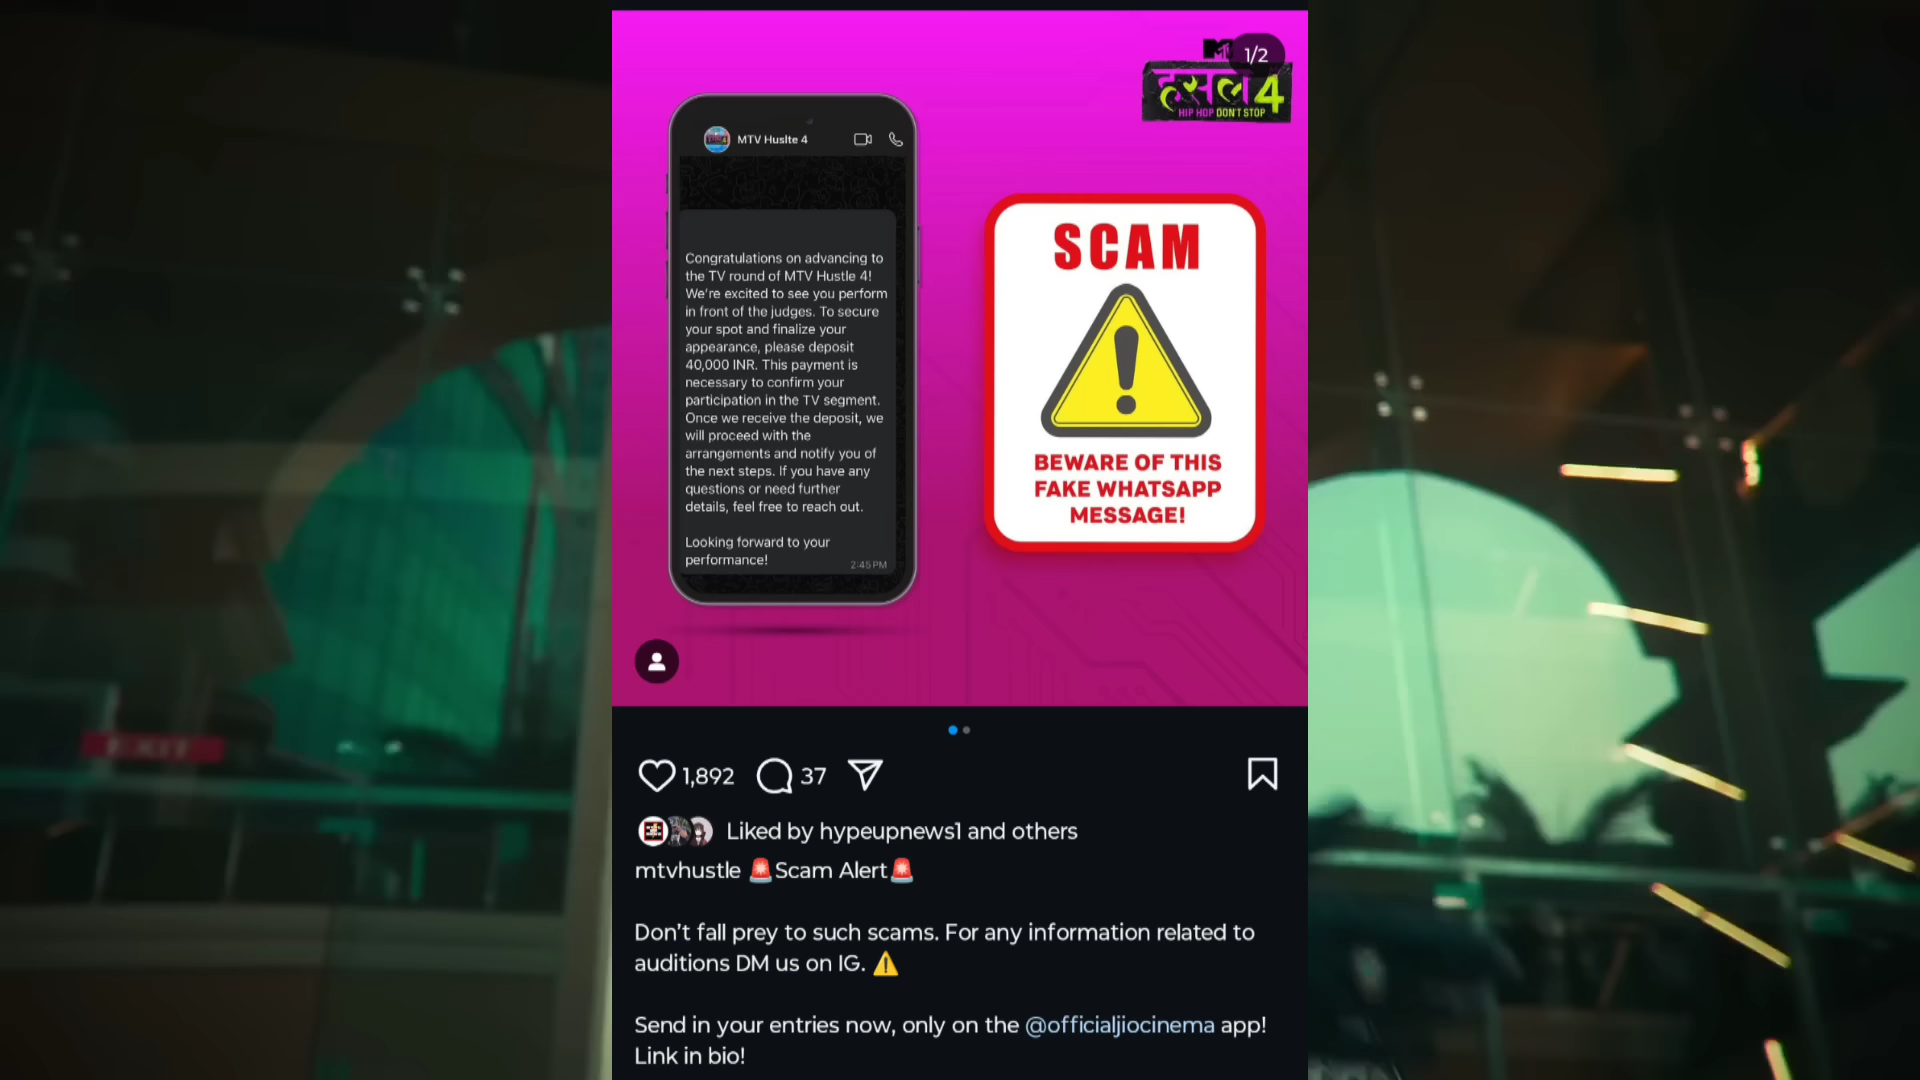 1/2
हसल 4
HIP HOP DON'T STOP
MTV Huslte 4
Congratulations on advancing to
the TV round of MTV Hustle 4!
We're excited to see you perform
in front of the judges. To secure
your spot and finalize your
appearance, please deposit
40,000 INR. This payment is
necessary to confirm your
participation in the TV segment.
Once we receive the deposit, we
will proceed with the
arrangements and notify you of
the next steps. If you have any
questions or need further
details, feel free to reach out.
Looking forward to your
performance!
2:45 PM
SCAM
BEWARE OF THIS
FAKE WHATSAPP
MESSAGE!
EXIT
1,892 37
Liked by hypeupnews1 and others
mtvhustle 🚨Scam Alert🚨
Don't fall prey to such scams. For any information related to
auditions DM us on IG. ⚠️
Send in your entries now, only on the @officialjiocinema app!
Link in bio!